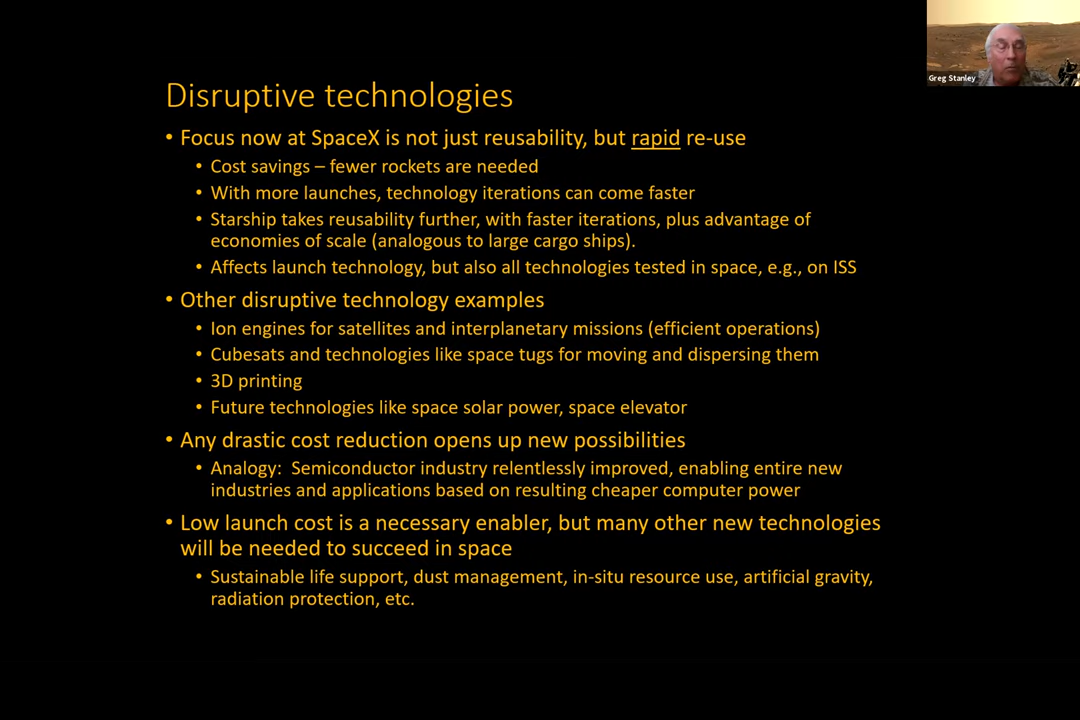 Greg Stanley
Disruptive technologies
• Focus now at SpaceX is not just reusability, but rapid re-use
• Cost savings – fewer rockets are needed
• With more launches, technology iterations can come faster
• Starship takes reusability further, with faster iterations, plus advantage of
economies of scale (analogous to large cargo ships).
• Affects launch technology, but also all technologies tested in space, e.g., on ISS
• Other disruptive technology examples
• Ion engines for satellites and interplanetary missions (efficient operations)
• Cubesats and technologies like space tugs for moving and dispersing them
• 3D printing
• Future technologies like space solar power, space elevator
• Any drastic cost reduction opens up new possibilities
• Analogy:  Semiconductor industry relentlessly improved, enabling entire new
industries and applications based on resulting cheaper computer power
• Low launch cost is a necessary enabler, but many other new technologies
will be needed to succeed in space
• Sustainable life support, dust management, in-situ resource use, artificial gravity,
radiation protection, etc.